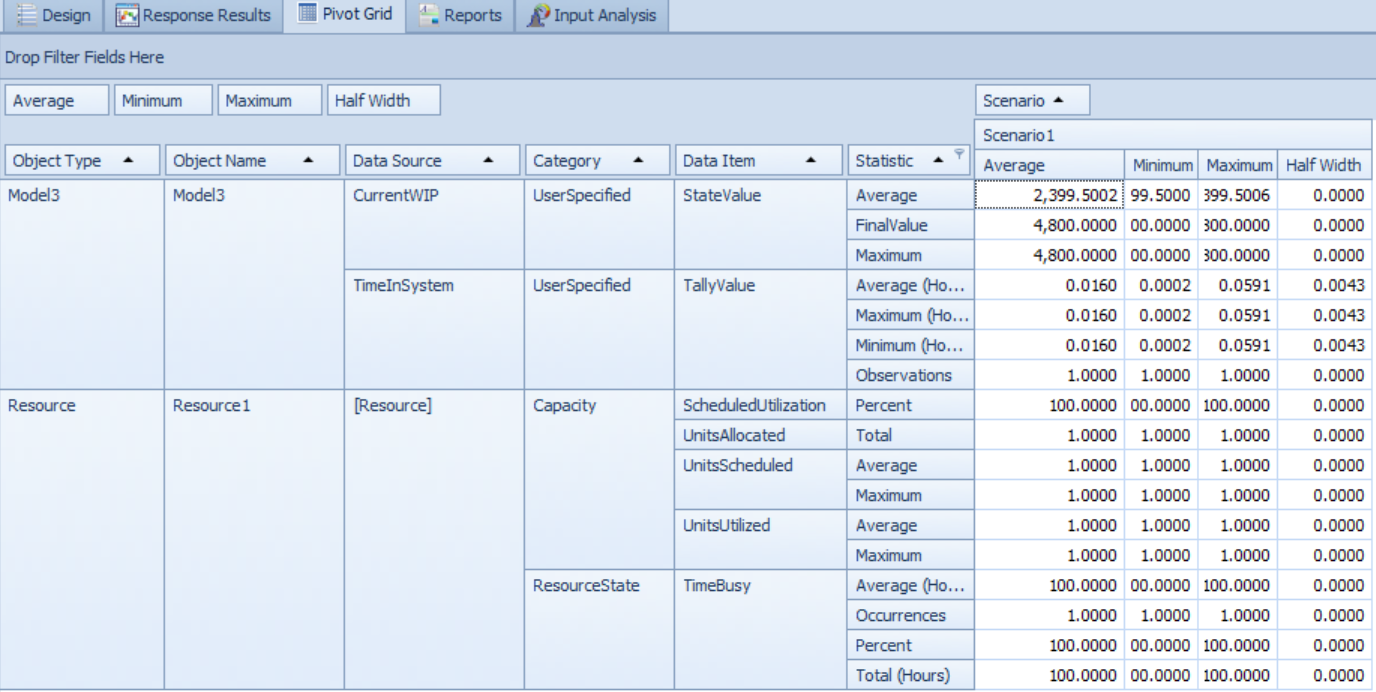 Design Response Results Pivot Grid Reports Input Analysis
Drop Filter Fields Here
Average Minimum Maximum Half Width Scenario
Scenario1
Object Type Object Name Data Source Category Data Item Statistic Average Minimum Maximum Half Width
Model3 Model3 CurrentWIP UserSpecified StateValue Average 2,399.5002 99.5000 399.5006 0.0000
FinalValue 4,800.0000 00.0000 300.0000 0.0000
Maximum 4,800.0000 00.0000 300.0000 0.0000
TimeInSystem UserSpecified TallyValue Average (Ho... 0.0160 0.0002 0.0591 0.0043
Maximum (Ho... 0.0160 0.0002 0.0591 0.0043
Minimum (Ho... 0.0160 0.0002 0.0591 0.0043
Observations 1.0000 1.0000 1.0000 0.0000
Resource Resource1 [Resource] Capacity ScheduledUtilization Percent 100.0000 00.0000 100.0000 0.0000
UnitsAllocated Total 1.0000 1.0000 1.0000 0.0000
UnitsScheduled Average 1.0000 1.0000 1.0000 0.0000
Maximum 1.0000 1.0000 1.0000 0.0000
UnitsUtilized Average 1.0000 1.0000 1.0000 0.0000
Maximum 1.0000 1.0000 1.0000 0.0000
ResourceState TimeBusy Average (Ho... 100.0000 00.0000 100.0000 0.0000
Occurrences 1.0000 1.0000 1.0000 0.0000
Percent 100.0000 00.0000 100.0000 0.0000
Total (Hours) 100.0000 00.0000 100.0000 0.0000